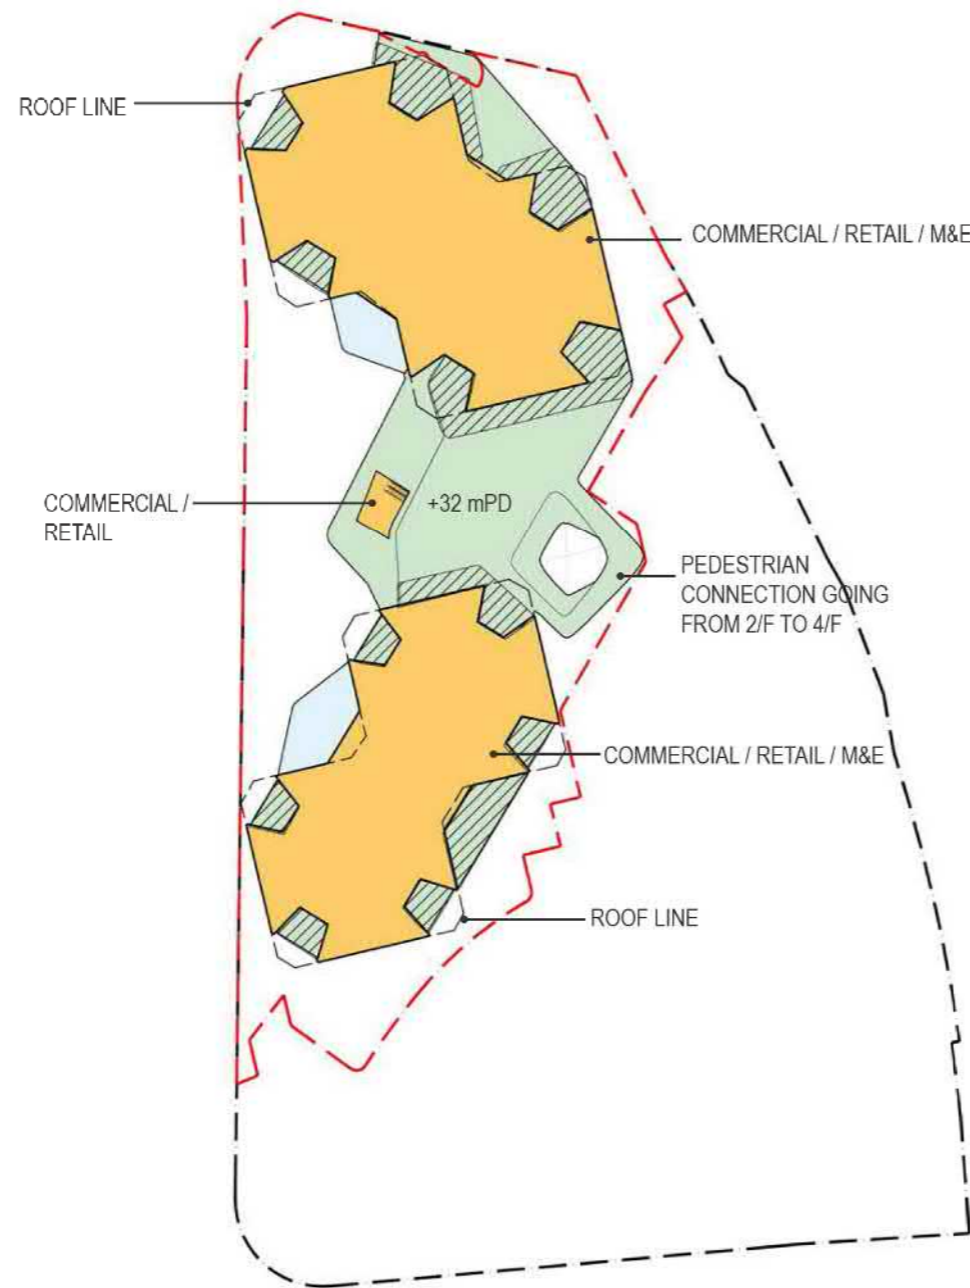 ROOF LINE
COMMERCIAL / RETAIL / M&E
COMMERCIAL /
RETAIL
+32 mPD
PEDESTRIAN
CONNECTION GOING
FROM 2/F TO 4/F
COMMERCIAL / RETAIL / M&E
ROOF LINE